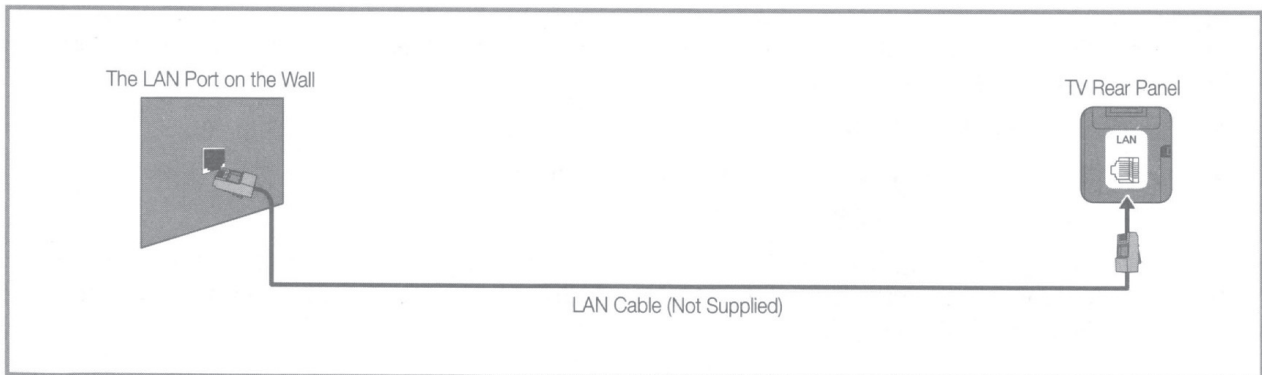 The LAN Port on the Wall
TV Rear Panel
LAN
LAN Cable (Not Supplied)